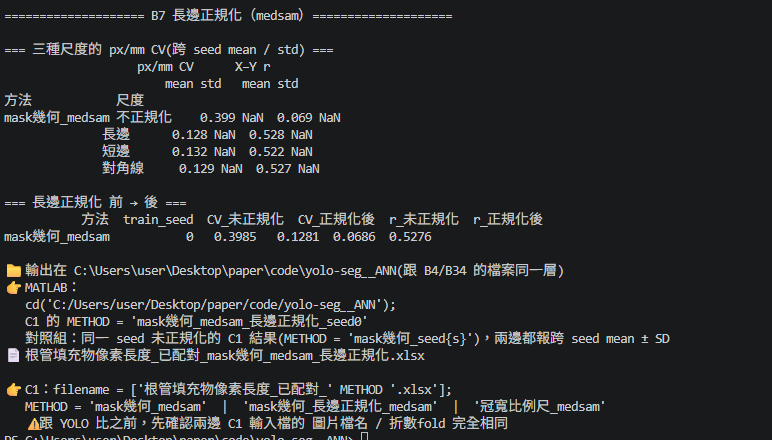 ==================== B7 長邊正規化（medsam）====================
=== 三種尺度的 px/mm CV(跨 seed mean / std) ===
px/mm CV X–Y r
mean std mean std
方法 尺度
mask幾何_medsam 不正規化 0.399 NaN 0.069 NaN
長邊 0.128 NaN 0.528 NaN
短邊 0.132 NaN 0.522 NaN
對角線 0.129 NaN 0.527 NaN
=== 長邊正規化 前 → 後 ===
方法 train_seed CV_未正規化 CV_正規化後 r_未正規化 r_正規化後
mask幾何_medsam 0 0.3985 0.1281 0.0686 0.5276
📁 輸出在 C:\Users\user\Desktop\paper\code\yolo-seg__ANN(跟 B4/B34 的檔案同一層)
👉 MATLAB：
cd('C:/Users/user/Desktop/paper/code/yolo-seg__ANN');
C1 的 METHOD = 'mask幾何_medsam_長邊正規化_seed0'
對照組：同一 seed 未正規化的 C1 結果(METHOD = 'mask幾何_seed{s}')，兩邊都報跨 seed mean ± SD
📄 根管填充物像素長度_已配對_mask幾何_medsam_長邊正規化.xlsx
👉 C1：filename = ['根管填充物像素長度_已配對_' METHOD '.xlsx'];
METHOD = 'mask幾何_medsam' | 'mask幾何_medsam_長邊正規化' | '冠寬比例尺_medsam'
⚠️跟 YOLO 比之前，先確認兩邊 C1 輸入檔的 圖片檔名 / 折數fold 完全相同